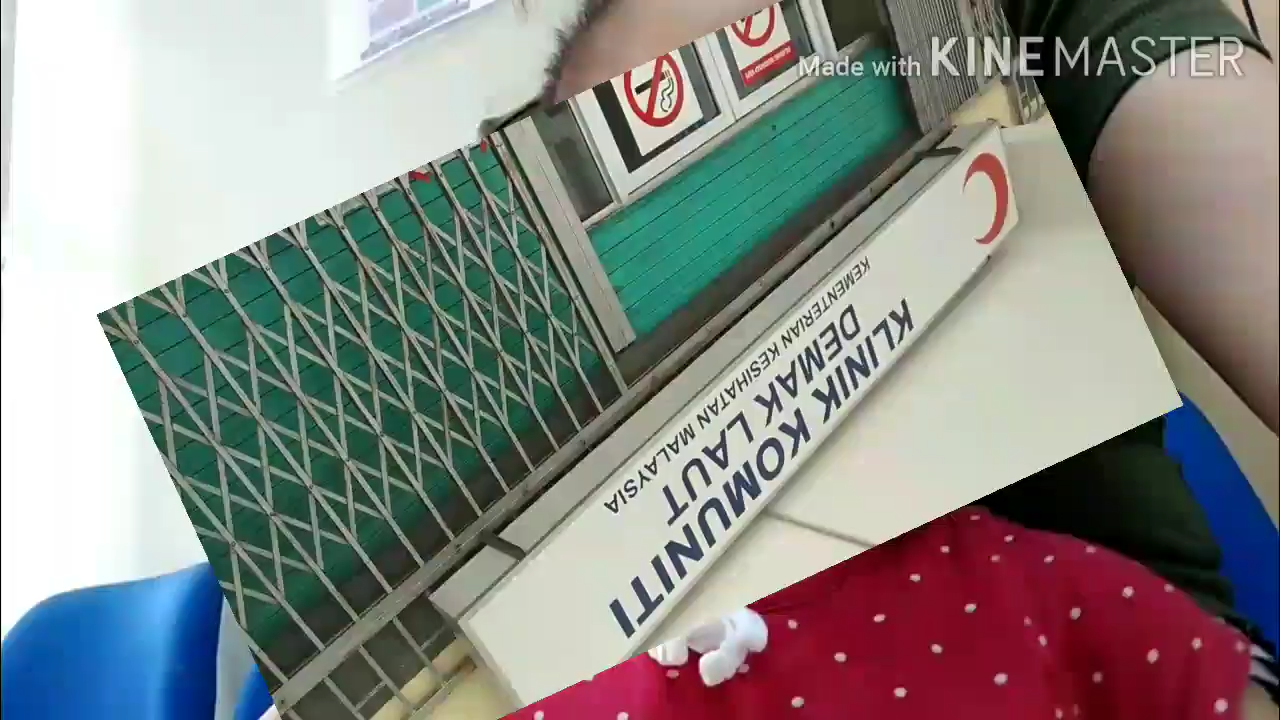 Made with KINEMASTER
KLINIK KOMUNITI
DEMAK LAUT
KEMENTERIAN KESIHATAN MALAYSIA